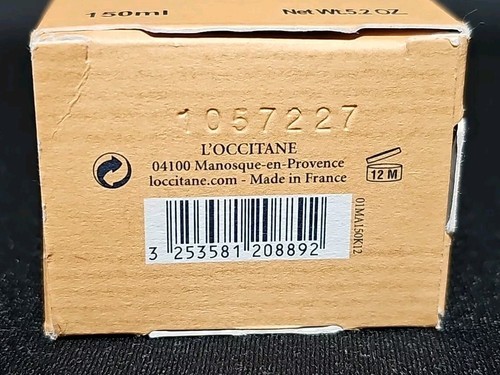 150ml Net Wt.5.2 OZ.
1057227
L'OCCITANE
04100 Manosque-en-Provence
loccitane.com - Made in France
12 M
01MA150K12
3 253581 208892